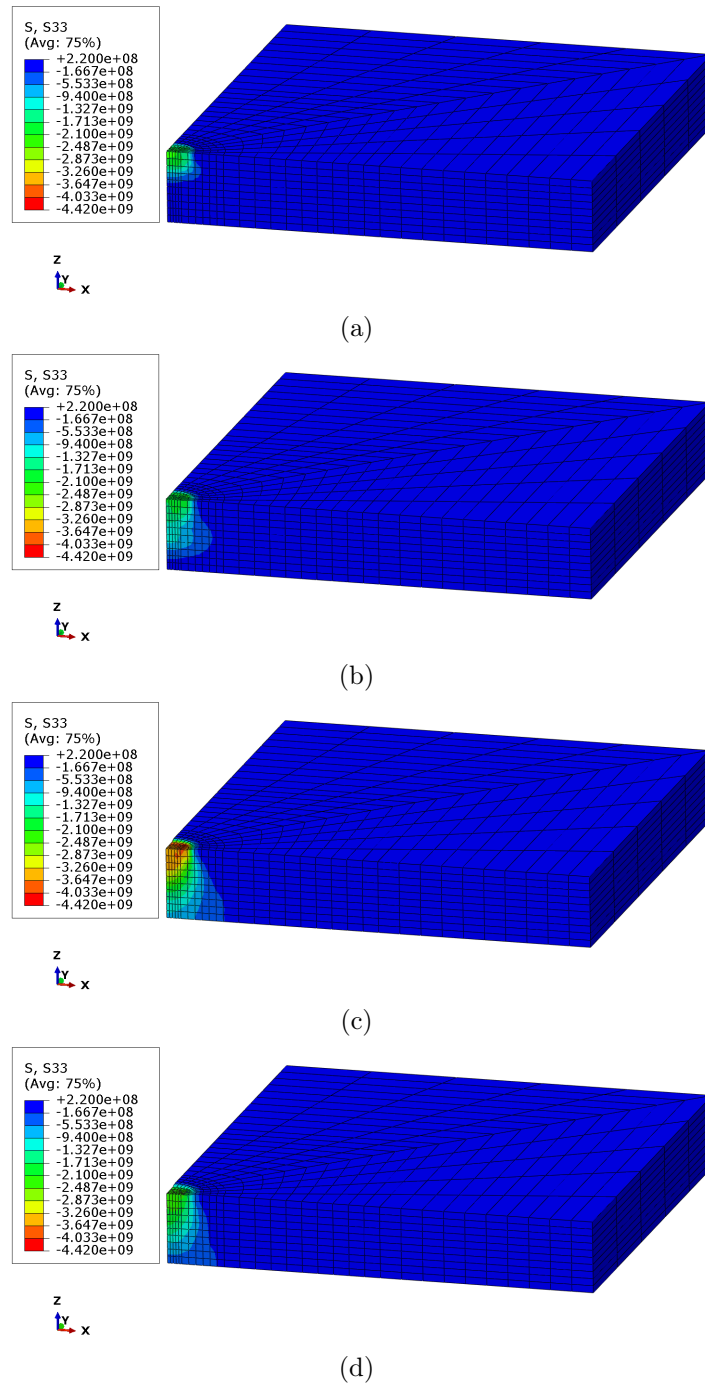 S, S33
(Avg: 75%)
+2.200e+08
-1.667e+08
-5.533e+08
-9.400e+08
-1.327e+09
-1.713e+09
-2.100e+09
-2.487e+09
-2.873e+09
-3.260e+09
-3.647e+09
-4.033e+09
-4.420e+09
Z
Y
X
(a)
S, S33
(Avg: 75%)
+2.200e+08
-1.667e+08
-5.533e+08
-9.400e+08
-1.327e+09
-1.713e+09
-2.100e+09
-2.487e+09
-2.873e+09
-3.260e+09
-3.647e+09
-4.033e+09
-4.420e+09
Z
Y
X
(b)
S, S33
(Avg: 75%)
+2.200e+08
-1.667e+08
-5.533e+08
-9.400e+08
-1.327e+09
-1.713e+09
-2.100e+09
-2.487e+09
-2.873e+09
-3.260e+09
-3.647e+09
-4.033e+09
-4.420e+09
Z
Y
X
(c)
S, S33
(Avg: 75%)
+2.200e+08
-1.667e+08
-5.533e+08
-9.400e+08
-1.327e+09
-1.713e+09
-2.100e+09
-2.487e+09
-2.873e+09
-3.260e+09
-3.647e+09
-4.033e+09
-4.420e+09
Z
Y
X
(d)